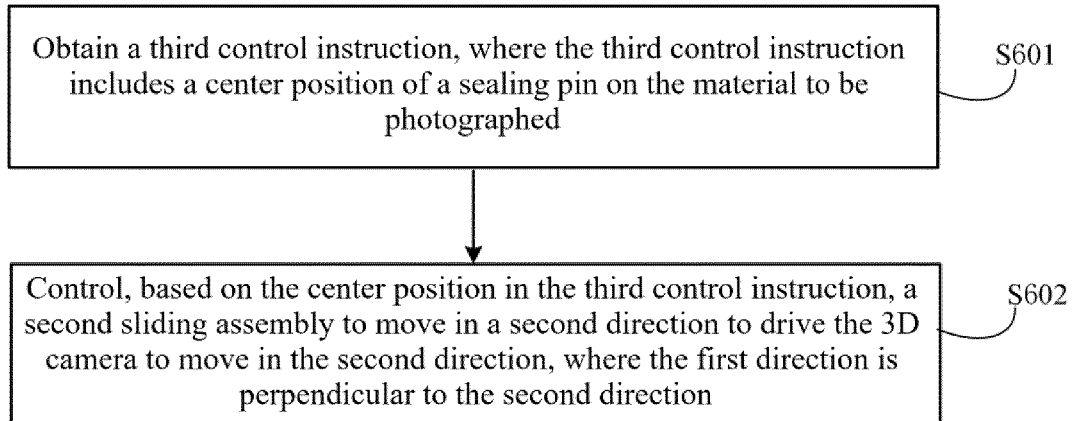 Obtain a third control instruction, where the third control instruction
includes a center position of a sealing pin on the material to be
photographed
S601
Control, based on the center position in the third control instruction, a
second sliding assembly to move in a second direction to drive the 3D
camera to move in the second direction, where the first direction is
perpendicular to the second direction
S602